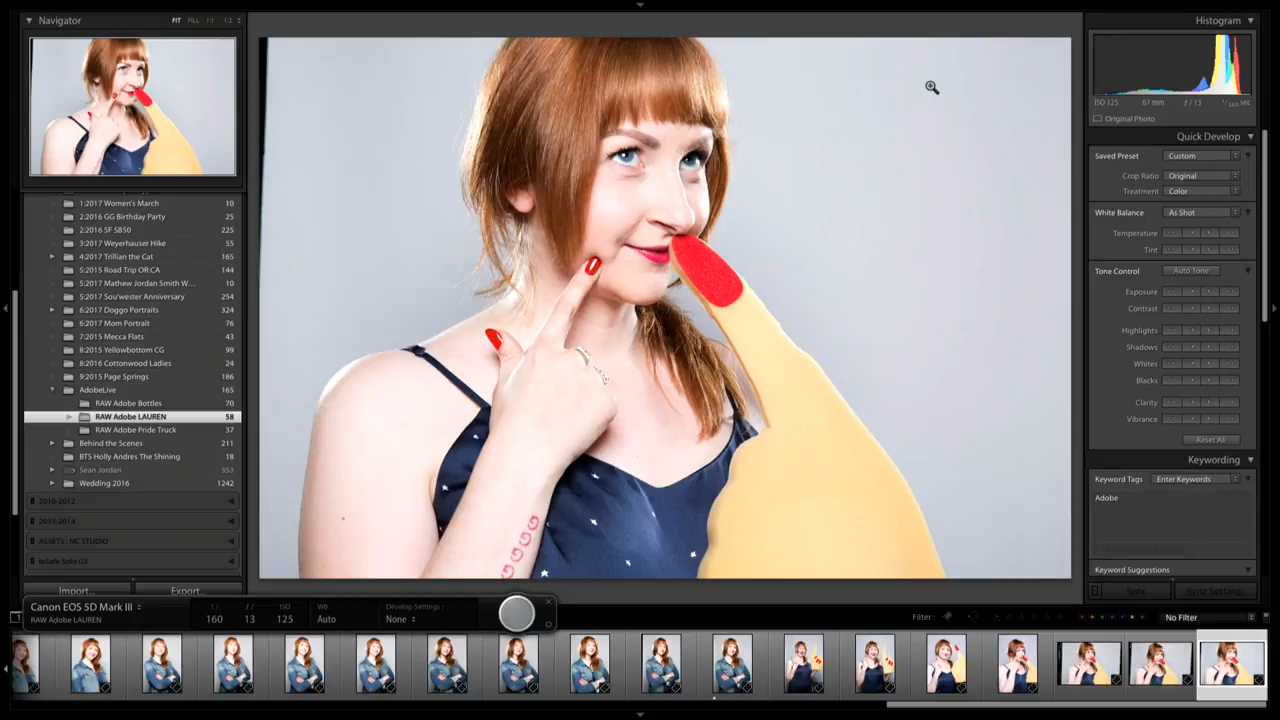 Navigator
FIT FILL 1:1 1:2
1:2017 Women's March 10
2:2016 GG Birthday Party 25
2:2016 SF SB50 225
3:2017 Weyerhauser Hike 55
4:2017 Trillian the Cat 165
5:2015 Road Trip OR:CA 144
5:2017 Mathew Jordan Smith W... 10
5:2017 Sou'wester Anniversary 254
6:2017 Doggo Portraits 324
6:2017 Mom Portrait 76
7:2015 Mecca Flats 43
8:2015 Yellowbottom CG 99
8:2016 Cottonwood Ladies 24
9:2015 Page Springs 186
AdobeLive 165
RAW Adobe Bottles 70
RAW Adobe LAUREN 58
RAW Adobe Pride Truck 37
Behind the Scenes 211
BTS Holly Andres The Shining 18
Sean Jordan 353
Wedding 2016 1242
2010-2012
2013-2014
ASSETS : NC STUDIO
ioSafe Solo G3
Import... Export...
Canon EOS 5D Mark III
RAW Adobe LAUREN
1/ f/ ISO WB: Develop Settings:
160 13 125 Auto None
Histogram
ISO 125 67 mm f / 13 1/160 sec
Original Photo
Quick Develop
Saved Preset Custom
Crop Ratio Original
Treatment Color
White Balance As Shot
Temperature
Tint
Tone Control Auto Tone
Exposure
Contrast
Highlights
Shadows
Whites
Blacks
Clarity
Vibrance
Reset All
Keywording
Keyword Tags Enter Keywords
Adobe
Keyword Suggestions
Sync Sync Settings
Filter : No Filter